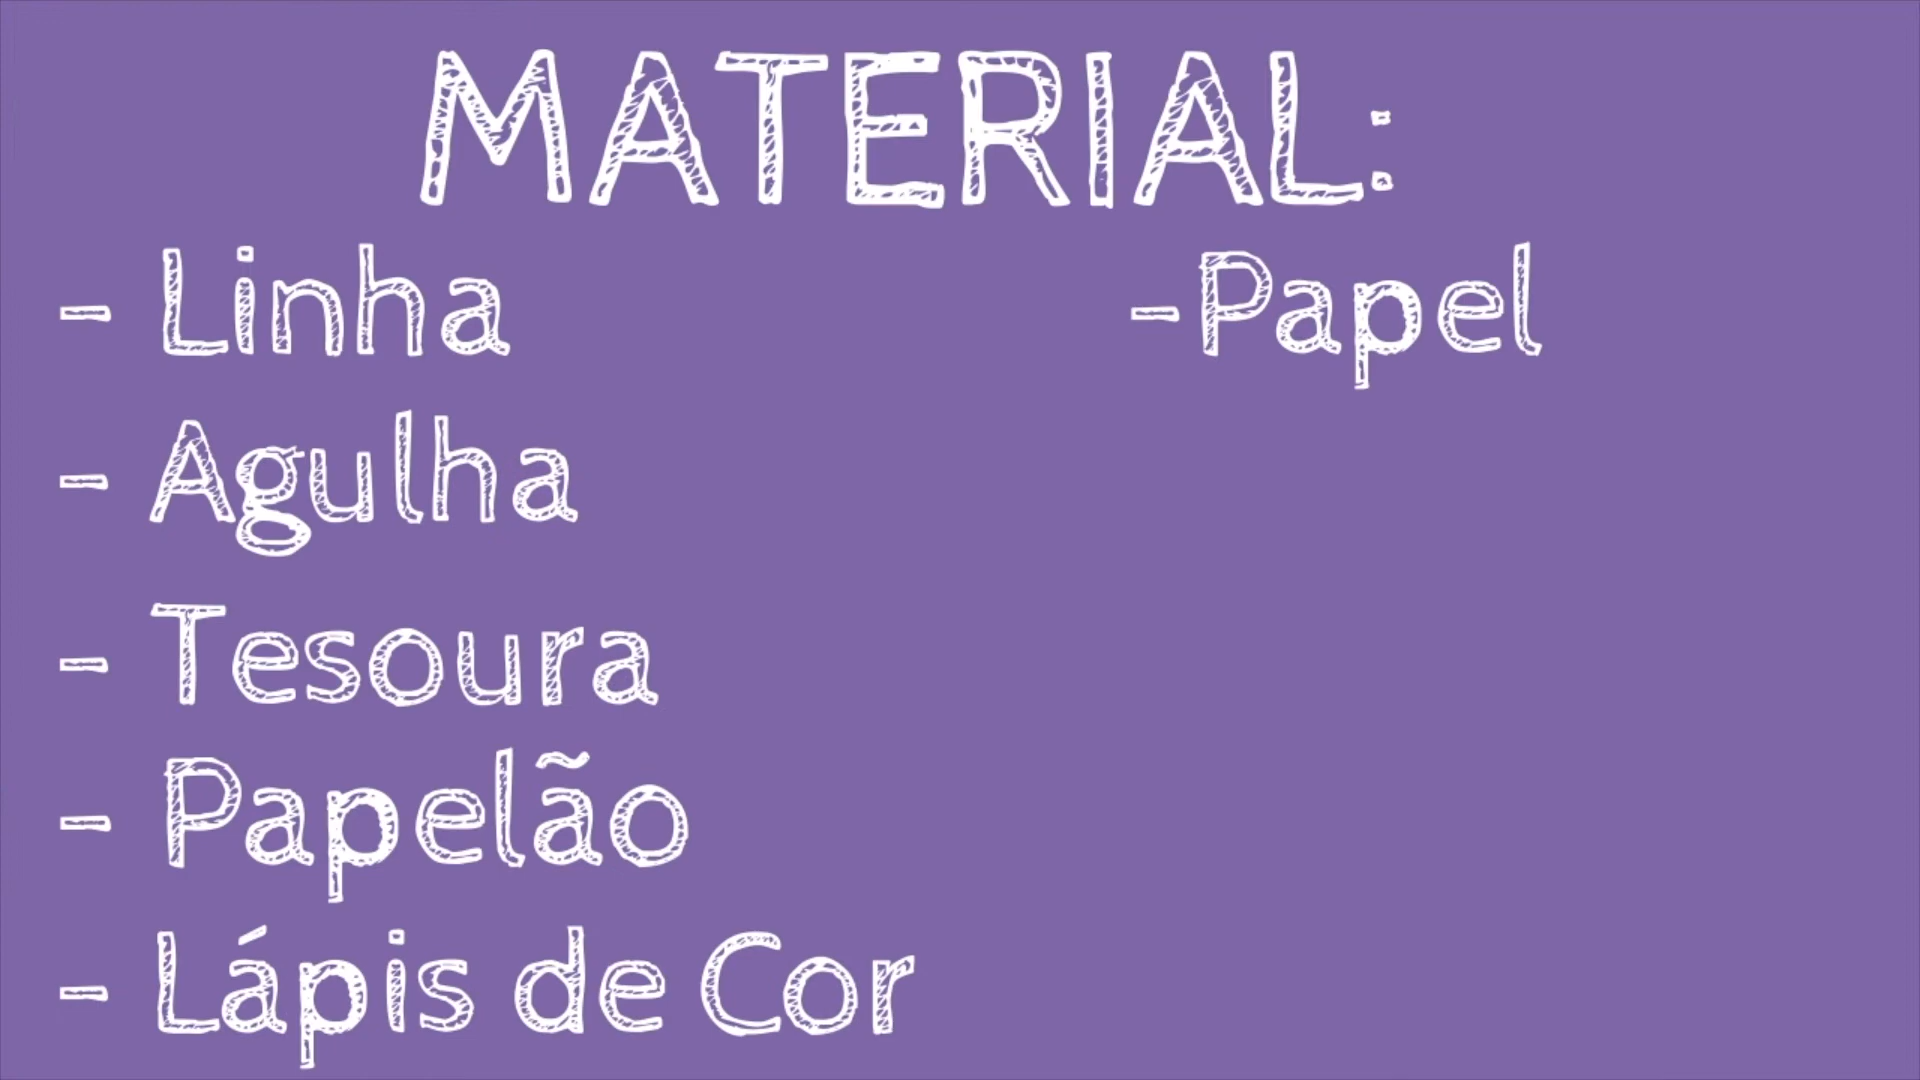 MATERIAL:
- Linha
- Agulha
- Tesoura
- Papelão
- Lápis de Cor
-Papel